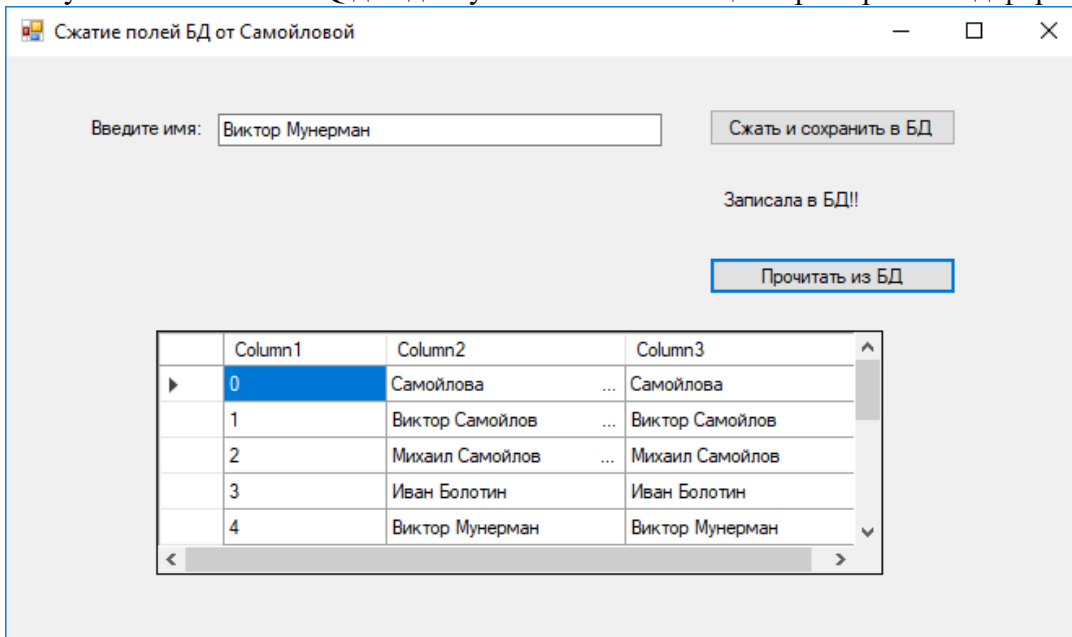 Сжатие полей БД от Самойловой
Введите имя: Виктор Мунерман Сжать и сохранить в БД
Записала в БД!!
Прочитать из БД
Column1 Column2 Column3
0 Самойлова ... Самойлова
1 Виктор Самойлов ... Виктор Самойлов
2 Михаил Самойлов ... Михаил Самойлов
3 Иван Болотин Иван Болотин
4 Виктор Мунерман Виктор Мунерман